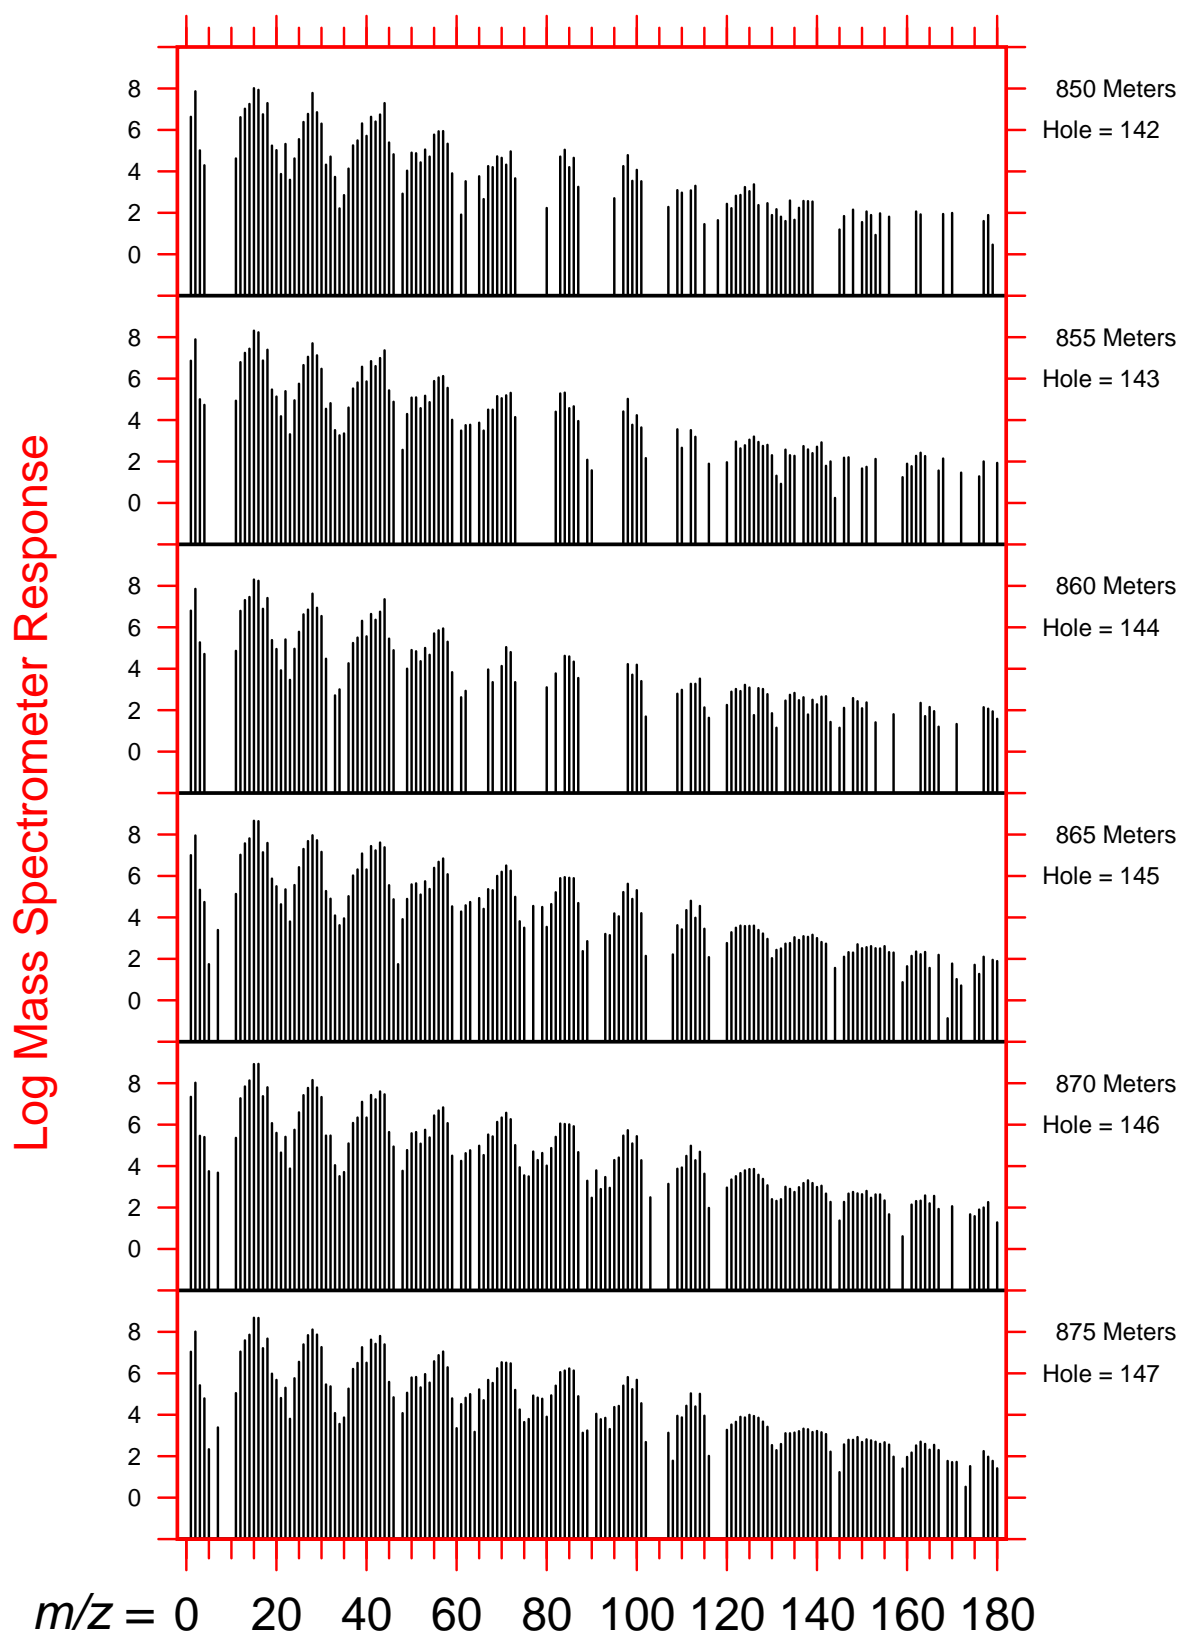 8
6
4
2
0
850 Meters
Hole = 142
8
6
4
2
0
855 Meters
Hole = 143
8
6
4
2
0
860 Meters
Hole = 144
8
6
4
2
0
865 Meters
Hole = 145
8
6
4
2
0
870 Meters
Hole = 146
8
6
4
2
0
875 Meters
Hole = 147
Log Mass Spectrometer Response
m/z = 0 20 40 60 80 100 120 140 160 180